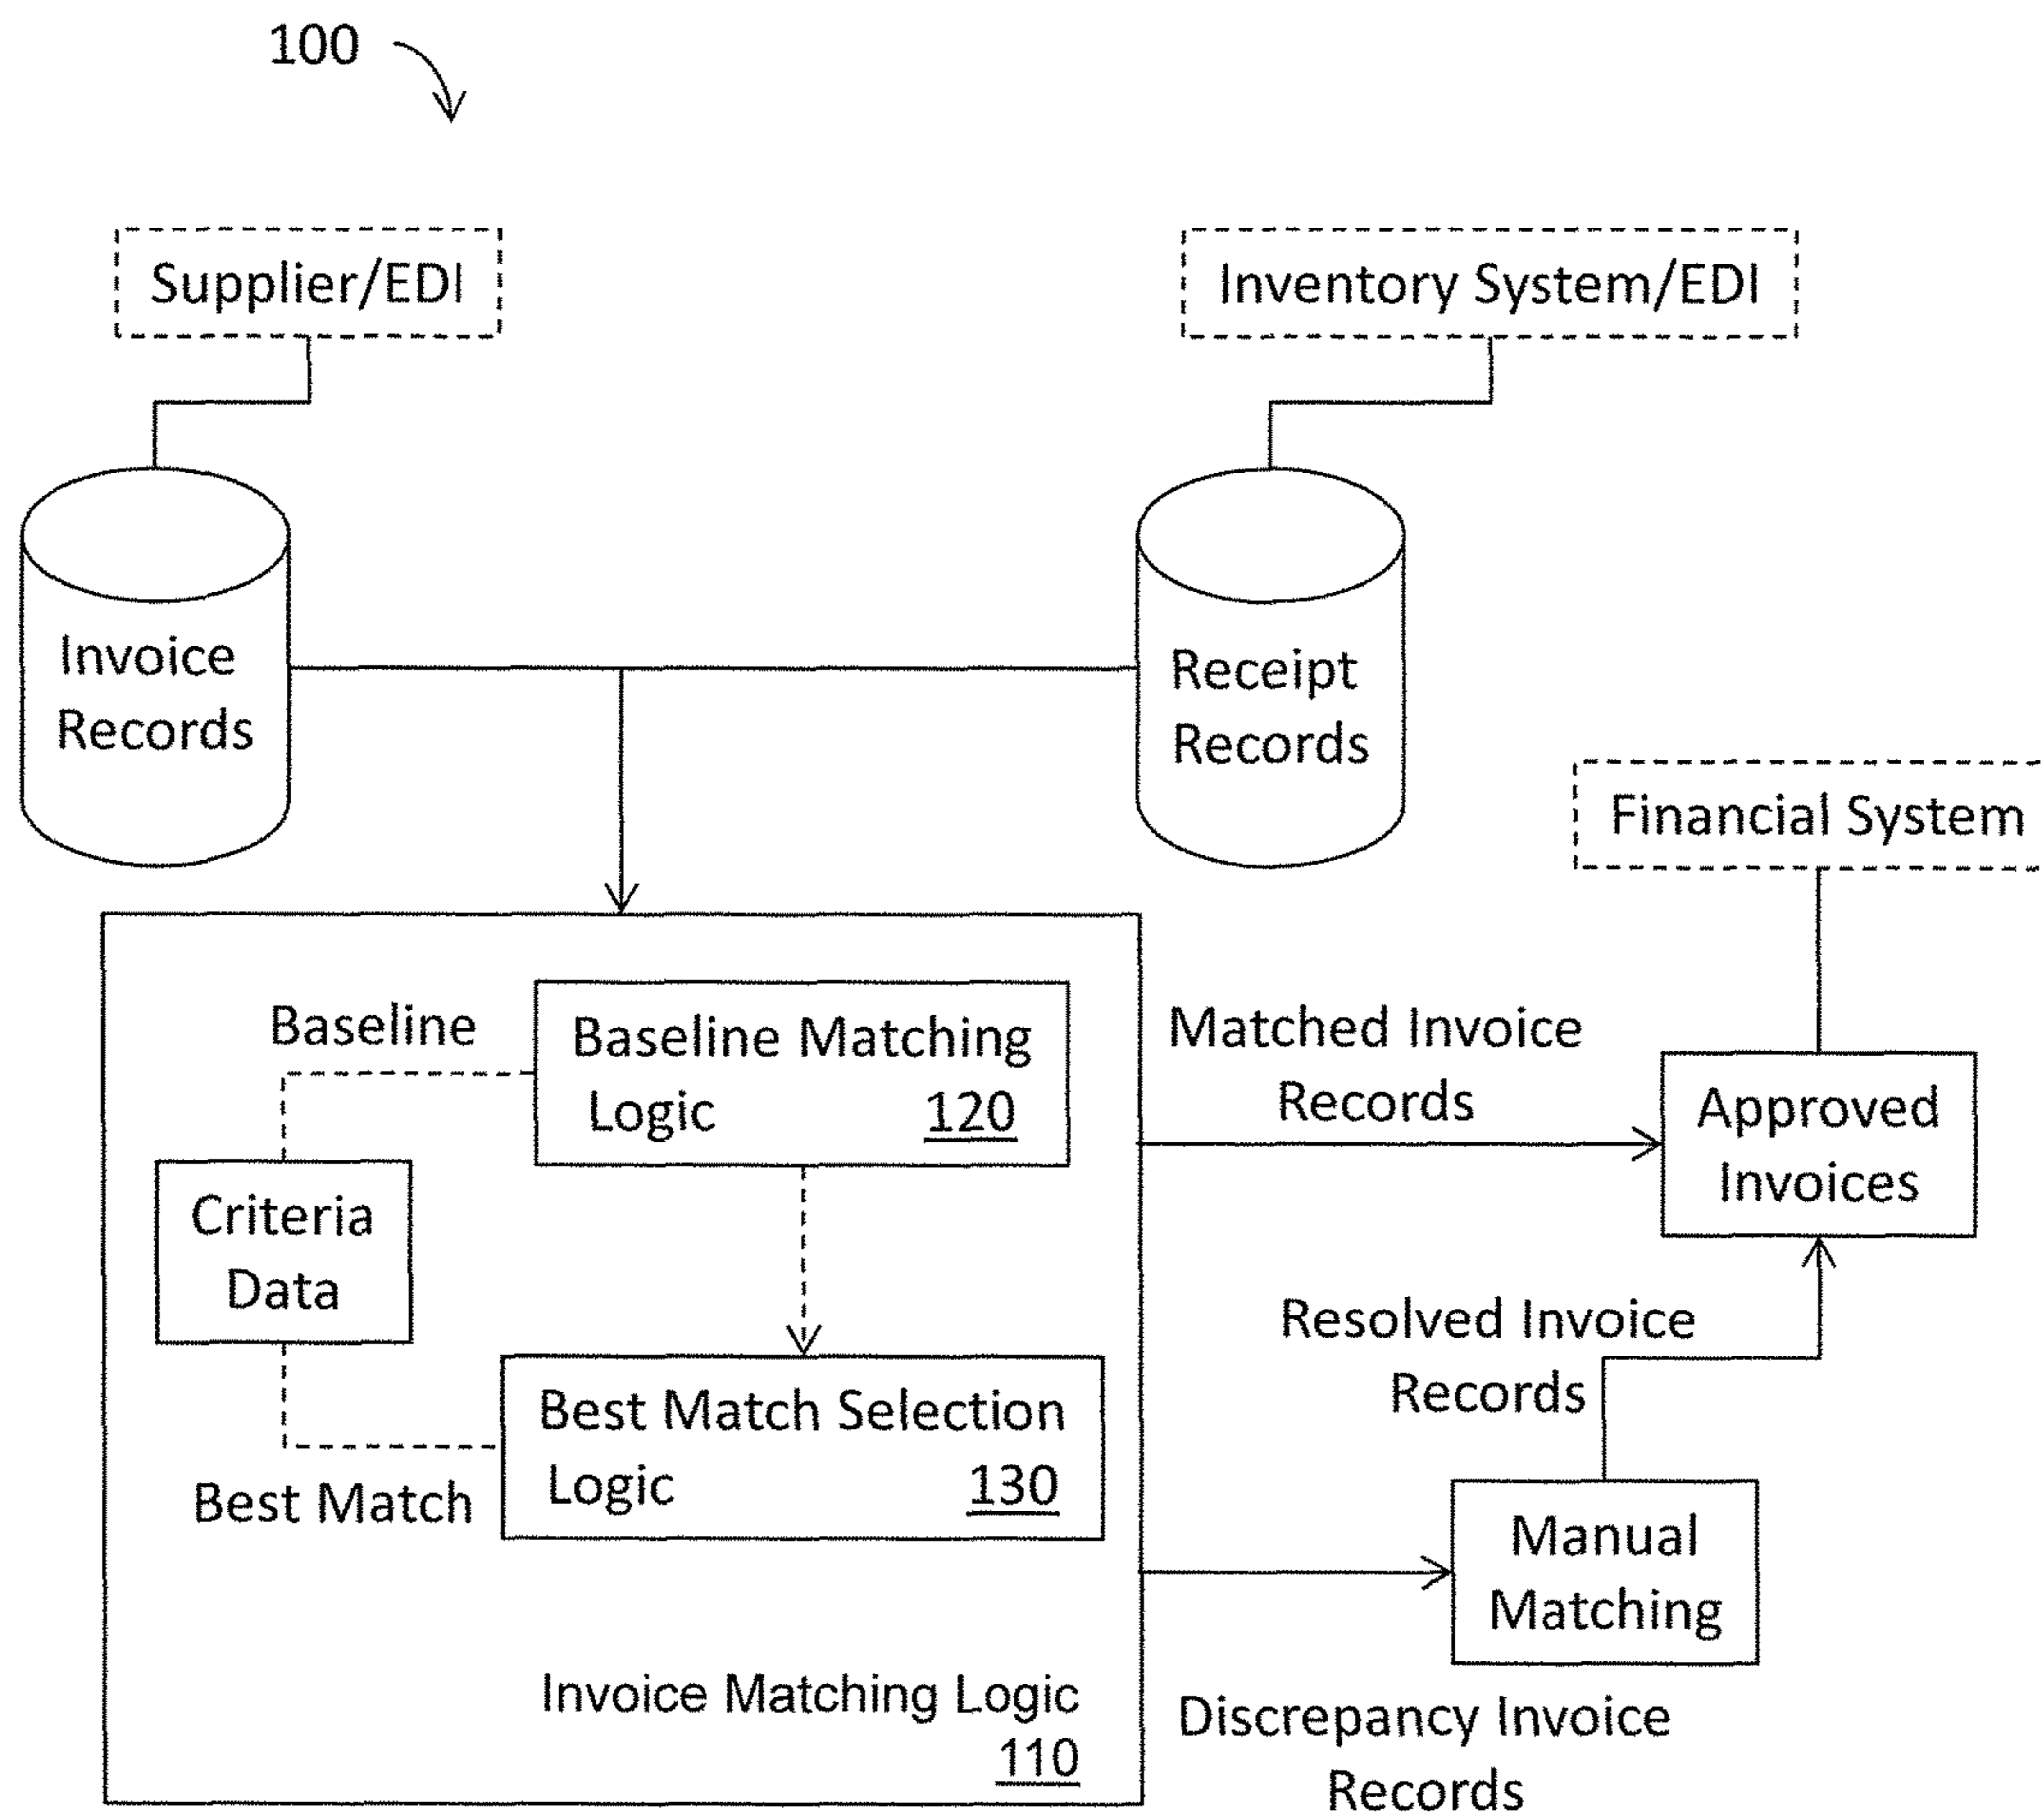 100
Supplier/EDI
Inventory System/EDI
Invoice
Records
Receipt
Records
Financial System
Baseline
Baseline Matching
Logic 120
Matched Invoice
Records
Approved
Invoices
Criteria
Data
Resolved Invoice
Records
Best Match Selection
Logic 130
Best Match
Manual
Matching
Invoice Matching Logic
110
Discrepancy Invoice
Records